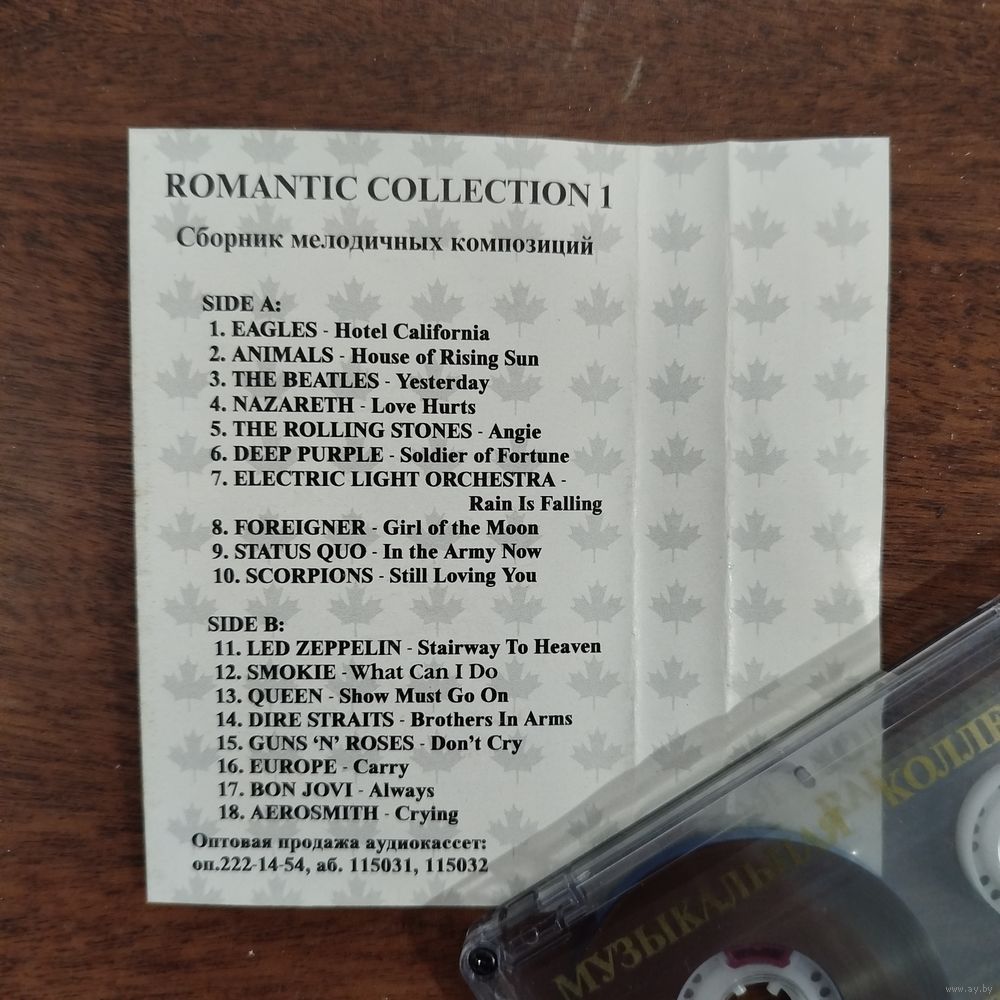 ROMANTIC COLLECTION 1
Сборник мелодичных композиций
SIDE A:
1. EAGLES - Hotel California
2. ANIMALS - House of Rising Sun
3. THE BEATLES - Yesterday
4. NAZARETH - Love Hurts
5. THE ROLLING STONES - Angie
6. DEEP PURPLE - Soldier of Fortune
7. ELECTRIC LIGHT ORCHESTRA -
Rain Is Falling
8. FOREIGNER - Girl of the Moon
9. STATUS QUO - In the Army Now
10. SCORPIONS - Still Loving You
SIDE B:
11. LED ZEPPELIN - Stairway To Heaven
12. SMOKIE -What Can I Do
13. QUEEN - Show Must Go On
14. DIRE STRAITS - Brothers In Arms
15. GUNS ‘N’ ROSES - Don’t Cry
16. EUROPE - Carry
17. BON JOVI - Always
18. AEROSMITH - Crying
Оптовая продажа аудиокассет:
оп.222-14-54, аб. 115031, 115032
МУЗЫКАЛЬНАЯ
www.ay.by